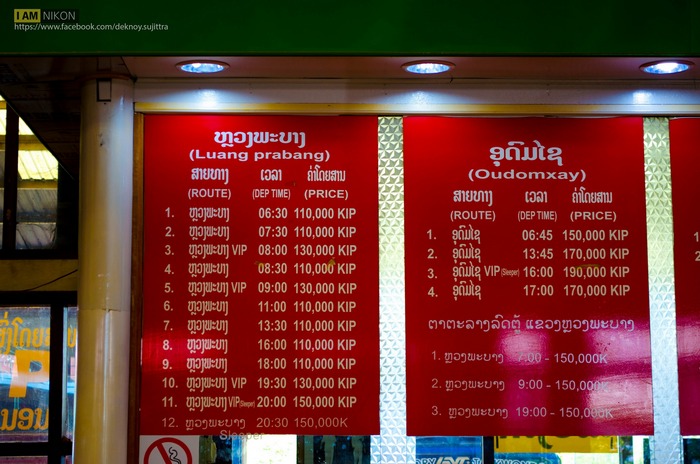 I AM NIKON
https://www.facebook.com/deknoy.sujittra
ຫຼວງພະບາງ
(Luang prabang)
ສາຍທາງ ເວລາ ຄ່າໂດຍສານ
(ROUTE) (DEP TIME) (PRICE)
1. ຫຼວງພະບາງ 06:30 110,000 KIP
2. ຫຼວງພະບາງ 07:30 110,000 KIP
3. ຫຼວງພະບາງ VIP 08:00 130,000 KIP
4. ຫຼວງພະບາງ 08:30 110,000 KIP
5. ຫຼວງພະບາງ VIP 09:00 130,000 KIP
6. ຫຼວງພະບາງ 11:00 110,000 KIP
7. ຫຼວງພະບາງ 13:30 110,000 KIP
8. ຫຼວງພະບາງ 16:00 110,000 KIP
9. ຫຼວງພະບາງ 18:00 110,000 KIP
10. ຫຼວງພະບາງ VIP 19:30 130,000 KIP
11. ຫຼວງພະບາງ VIP (Sleeper) 20:00 150,000 KIP
12. ຫຼວງພະບາງ 20:30 150,000K
Sleeper
ອຸດົມໄຊ
(Oudomxay)
ສາຍທາງ ເວລາ ຄ່າໂດຍສານ
(ROUTE) (DEP TIME) (PRICE)
1. ອຸດົມໄຊ 06:45 150,000 KIP
2. ອຸດົມໄຊ 13:45 170,000 KIP
3. ອຸດົມໄຊ VIP (Sleeper) 16:00 190,000 KIP
4. ອຸດົມໄຊ 17:00 170,000 KIP
ຕາຕະລາງລົດຕູ້ ແຂວງຫຼວງພະບາງ
1. ຫຼວງພະບາງ 7:00 - 150,000K
2. ຫຼວງພະບາງ 9:00 - 150,000K
3. ຫຼວງພະບາງ 19:00 - 150,000K